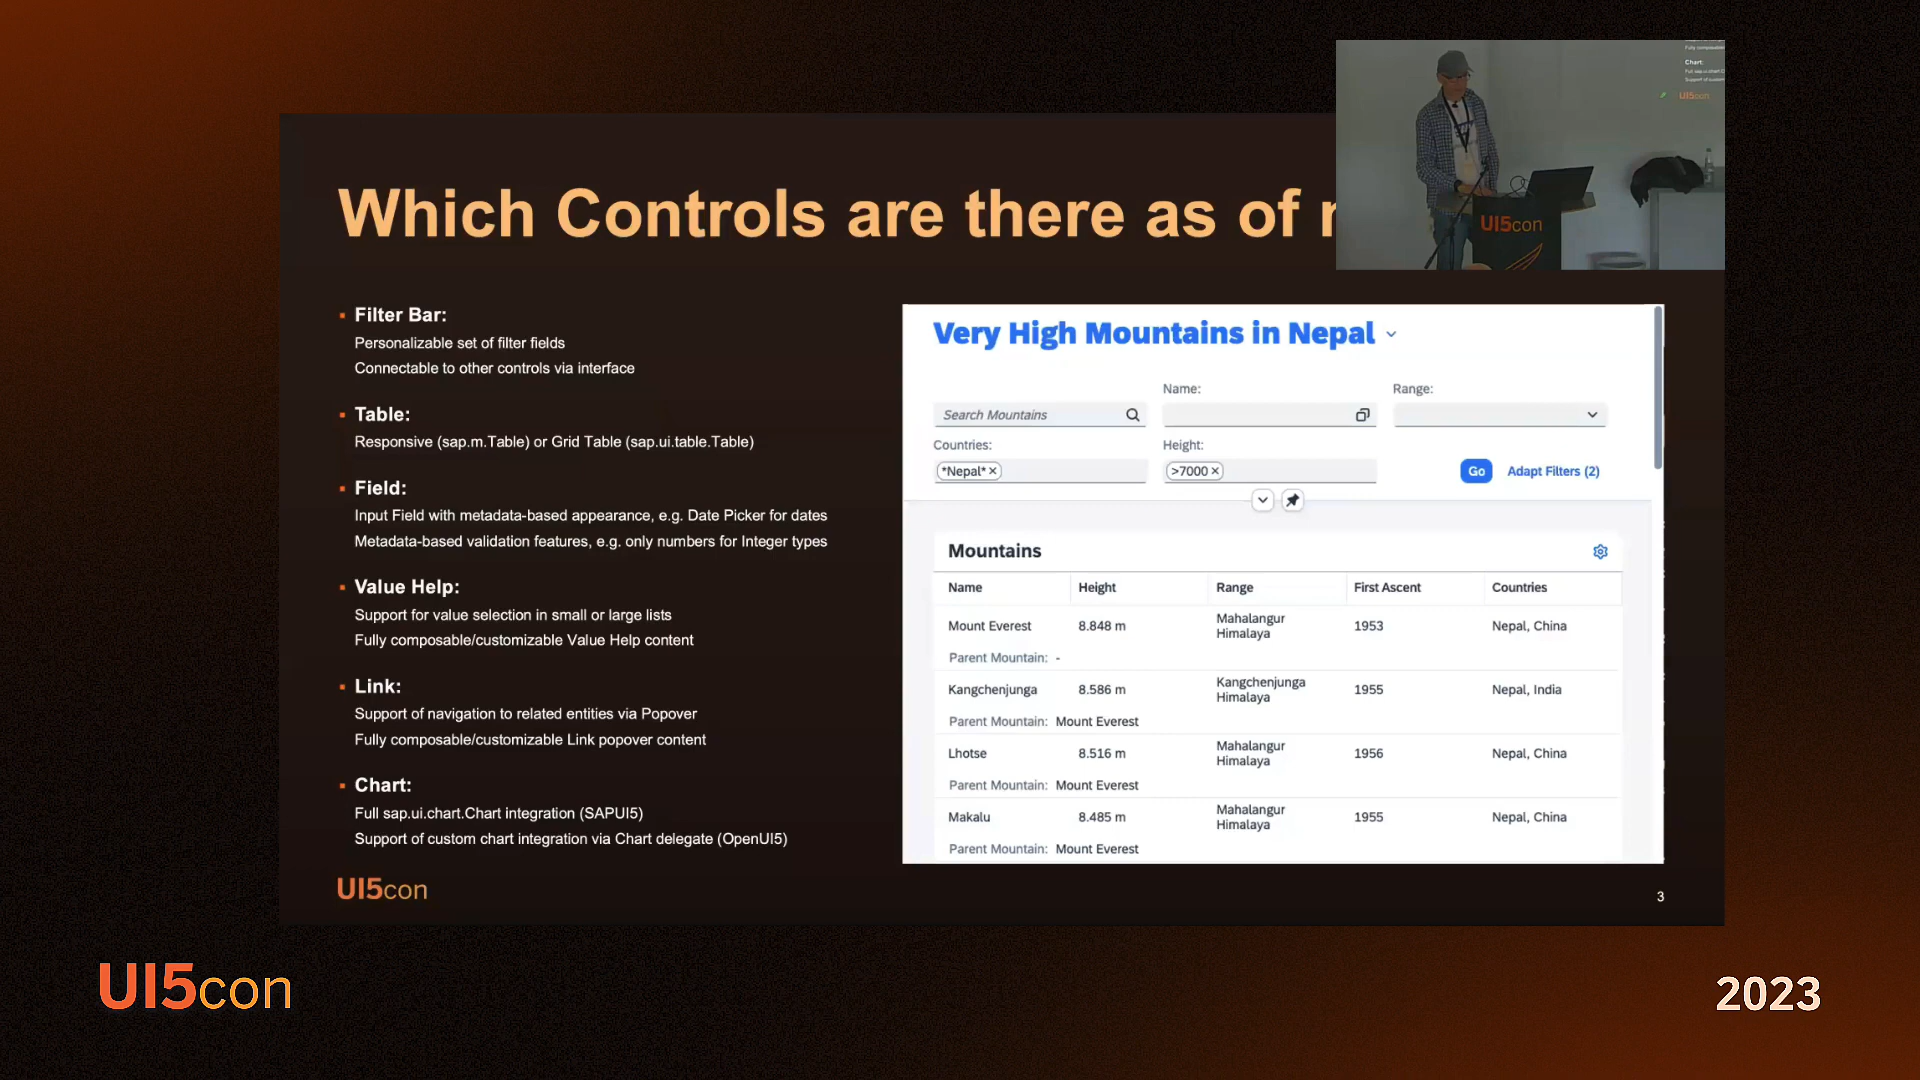 Which Controls are there as of
Filter Bar:
Personalizable set of filter fields
Connectable to other controls via interface
Table:
Responsive (sap.m.Table) or Grid Table (sap.ui.table.Table)
Field:
Input Field with metadata-based appearance, e.g. Date Picker for dates
Metadata-based validation features, e.g. only numbers for Integer types
Value Help:
Support for value selection in small or large lists
Fully composable/customizable Value Help content
Link:
Support of navigation to related entities via Popover
Fully composable/customizable Link popover content
Chart:
Full sap.ui.chart.Chart integration (SAPUI5)
Support of custom chart integration via Chart delegate (OpenUI5)
UI5con
Very High Mountains in Nepal
Name:
Range:
Search Mountains
Countries:
Height:
*Nepal*
>7000
Go
Adapt Filters (2)
Mountains
Name Height Range First Ascent Countries
Mount Everest 8.848 m Mahalangur Himalaya 1953 Nepal, China
Parent Mountain: -
Kangchenjunga 8.586 m Kangchenjunga Himalaya 1955 Nepal, India
Parent Mountain: Mount Everest
Lhotse 8.516 m Mahalangur Himalaya 1956 Nepal, China
Parent Mountain: Mount Everest
Makalu 8.485 m Mahalangur Himalaya 1955 Nepal, China
Parent Mountain: Mount Everest
3
Chart:
UI5con
UI5con
UI5con
2023